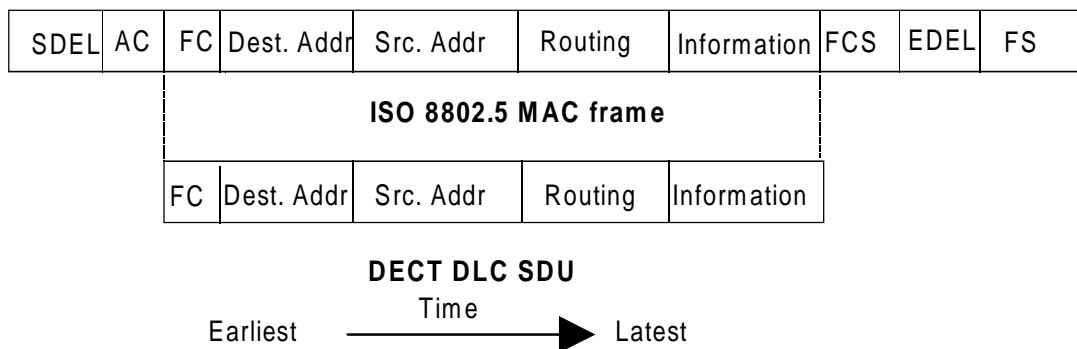 SDEL AC FC Dest. Addr Src. Addr Routing Information FCS EDEL FS
ISO 8802.5 MAC frame
FC Dest. Addr Src. Addr Routing Information
DECT DLC SDU
Time
Earliest Latest